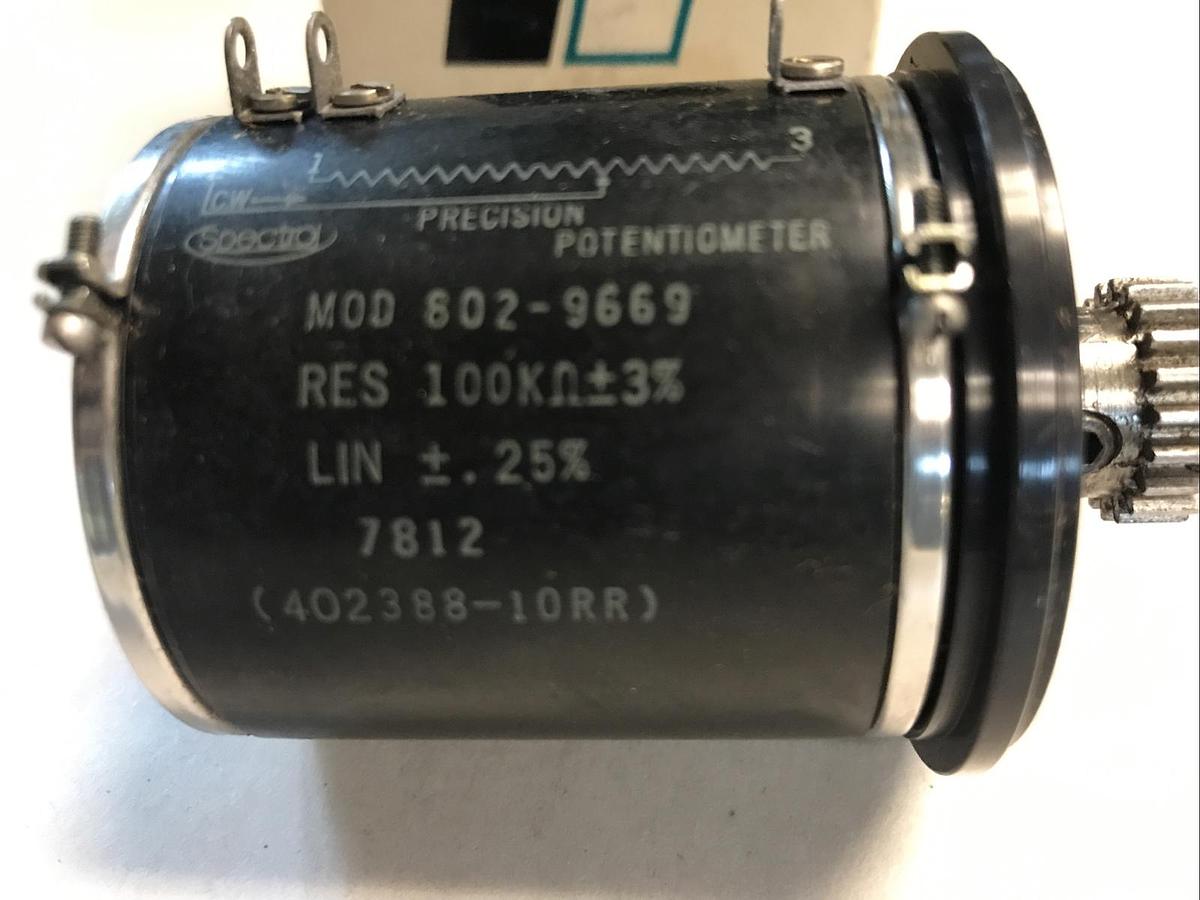 1 3
CW
Spectrol
PRECISION
POTENTIOMETER
MOD 802-9669
RES 100KΩ±3%
LIN ±.25%
7812
(402388-10RR)